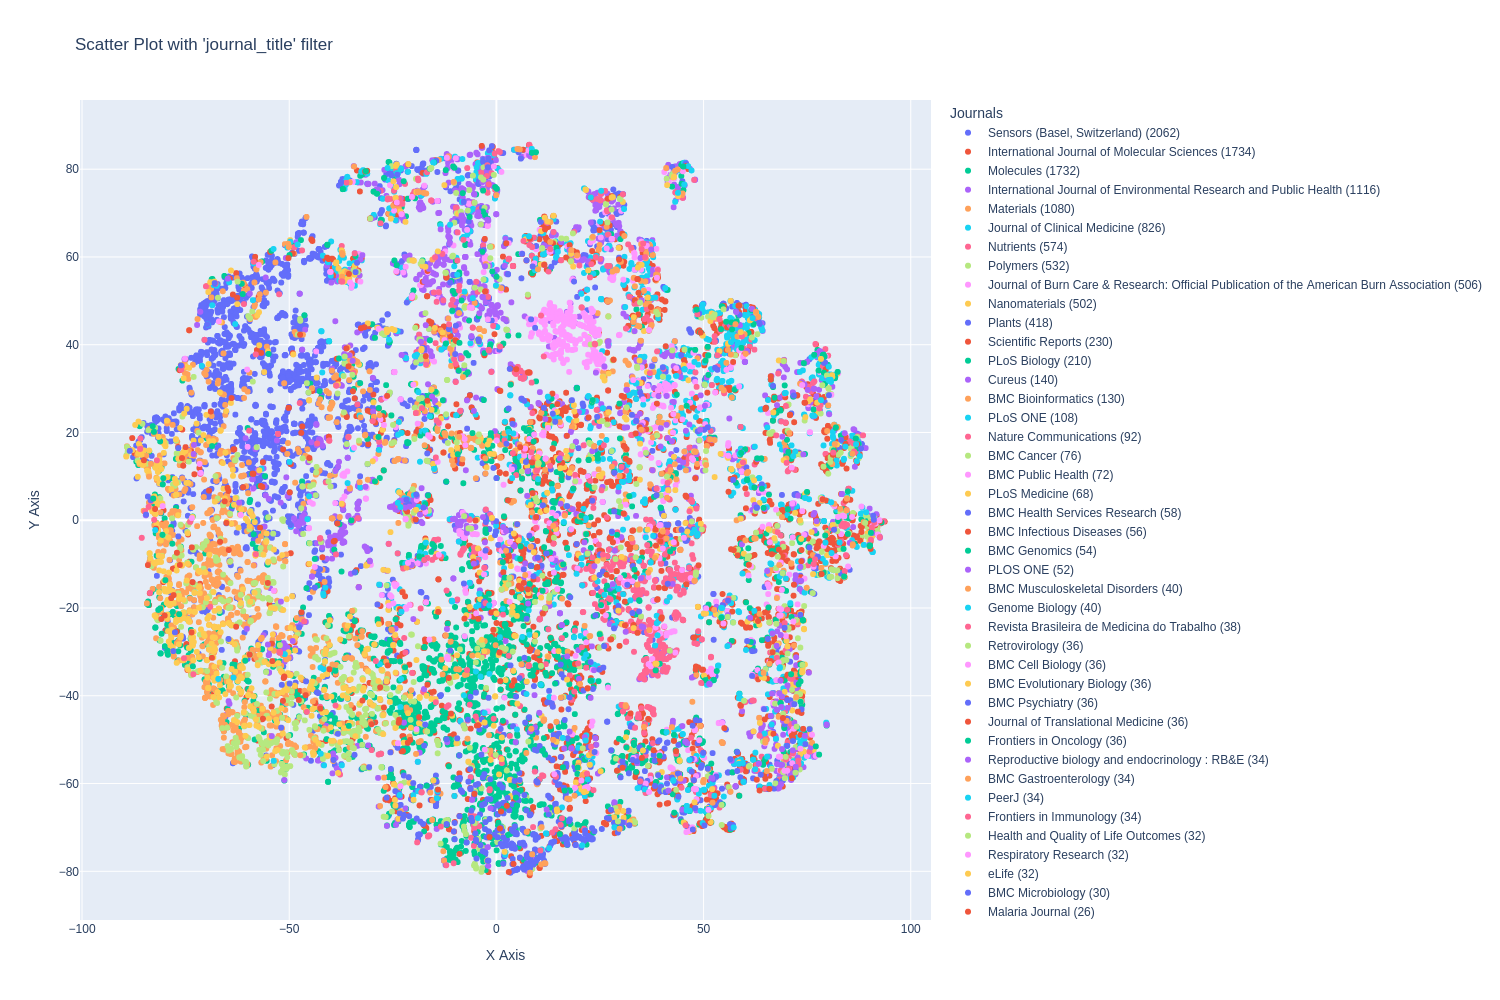 Scatter Plot with 'journal_title' filter
Journals
Sensors (Basel, Switzerland) (2062)
International Journal of Molecular Sciences (1734)
Molecules (1732)
International Journal of Environmental Research and Public Health (1116)
Materials (1080)
Journal of Clinical Medicine (826)
Nutrients (574)
Polymers (532)
Journal of Burn Care & Research: Official Publication of the American Burn Association (506)
Nanomaterials (502)
Plants (418)
Scientific Reports (230)
PLoS Biology (210)
Cureus (140)
BMC Bioinformatics (130)
PLoS ONE (108)
Nature Communications (92)
BMC Cancer (76)
BMC Public Health (72)
PLoS Medicine (68)
BMC Health Services Research (58)
BMC Infectious Diseases (56)
BMC Genomics (54)
PLOS ONE (52)
BMC Musculoskeletal Disorders (40)
Genome Biology (40)
Revista Brasileira de Medicina do Trabalho (38)
Retrovirology (36)
BMC Cell Biology (36)
BMC Evolutionary Biology (36)
BMC Psychiatry (36)
Journal of Translational Medicine (36)
Frontiers in Oncology (36)
Reproductive biology and endocrinology : RB&E (34)
BMC Gastroenterology (34)
PeerJ (34)
Frontiers in Immunology (34)
Health and Quality of Life Outcomes (32)
Respiratory Research (32)
eLife (32)
BMC Microbiology (30)
Malaria Journal (26)
80
60
40
20
0
−20
−40
−60
−80
Y Axis
−100 −50 0 50 100
X Axis